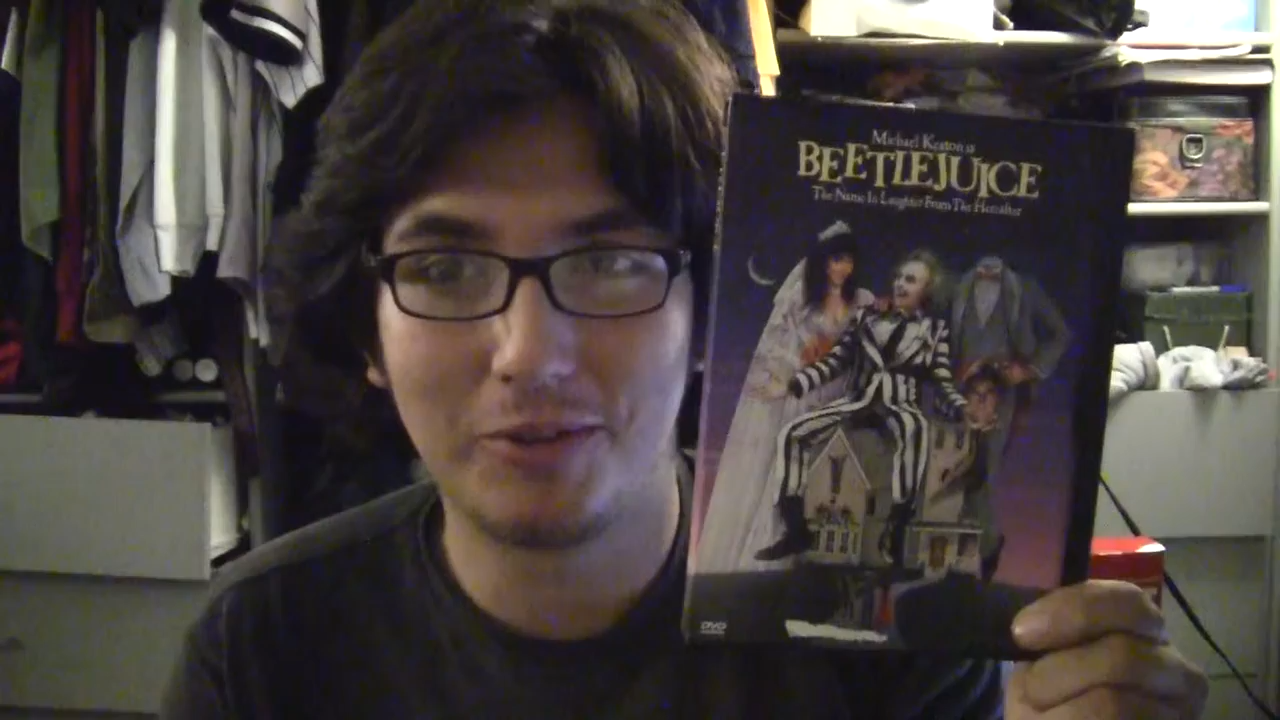 Michael Keaton is
BEETLEJUICE
The Name In Laughter From The Hereafter
DVD